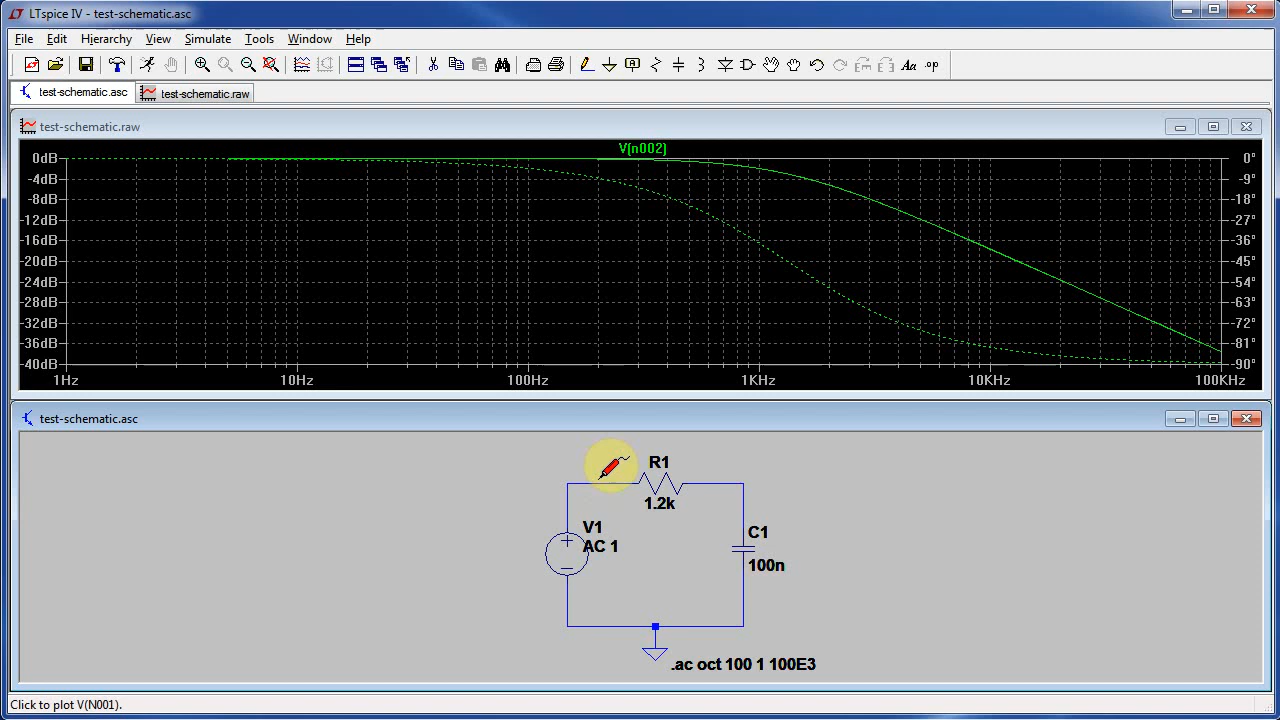 LTspice IV - test-schematic.asc
File Edit Hierarchy View Simulate Tools Window Help
Aa .op
test-schematic.asc test-schematic.raw
test-schematic.raw
V(n002)
0dB 0°
-4dB -9°
-8dB -18°
-12dB -27°
-16dB -36°
-20dB -45°
-24dB -54°
-28dB -63°
-32dB -72°
-36dB -81°
-40dB -90°
1Hz 10Hz 100Hz 1KHz 10KHz 100KHz
test-schematic.asc
R1
1.2k
V1
AC 1
C1
100n
.ac oct 100 1 100E3
Click to plot V(N001).